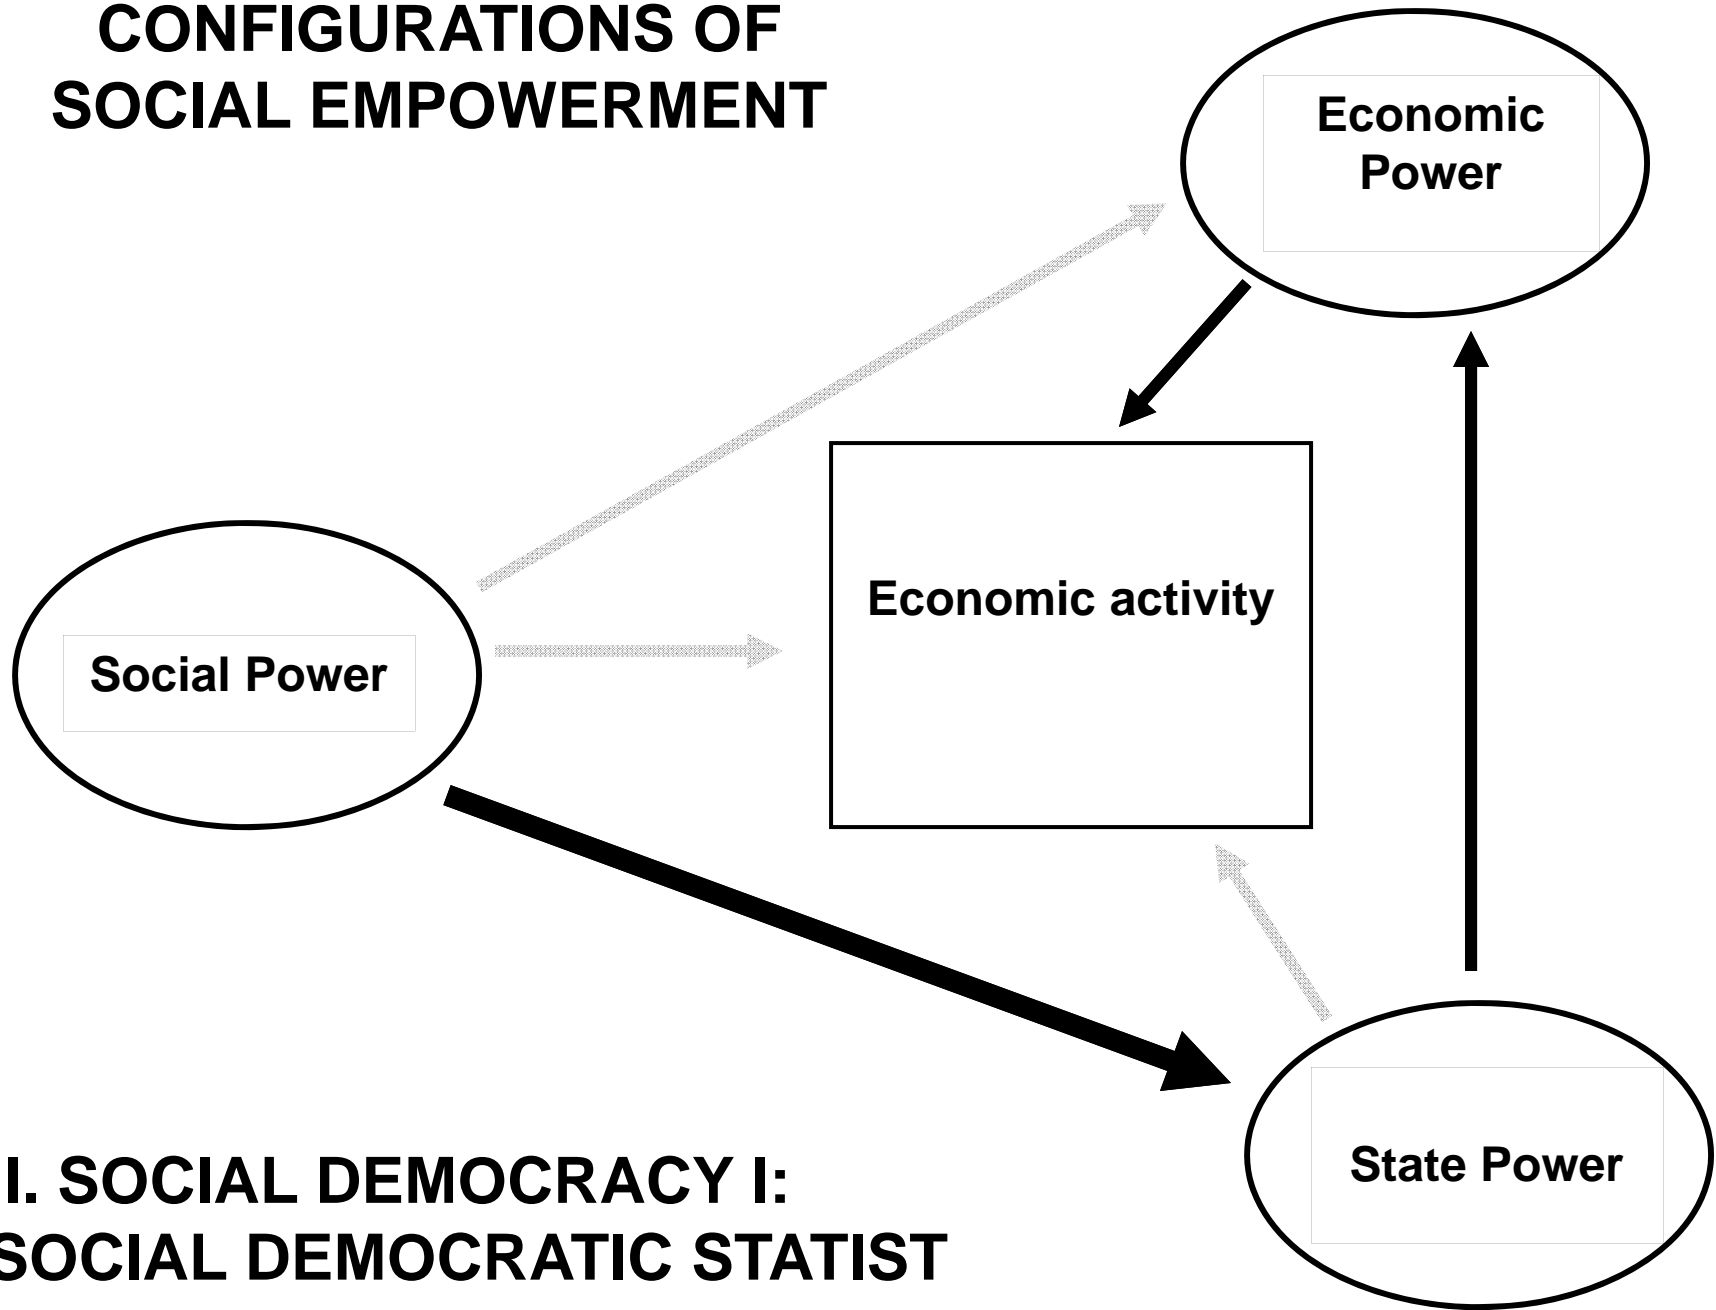 CONFIGURATIONS OF
SOCIAL EMPOWERMENT
Economic
Power
Economic activity
Social Power
State Power
I. SOCIAL DEMOCRACY I:
SOCIAL DEMOCRATIC STATIST